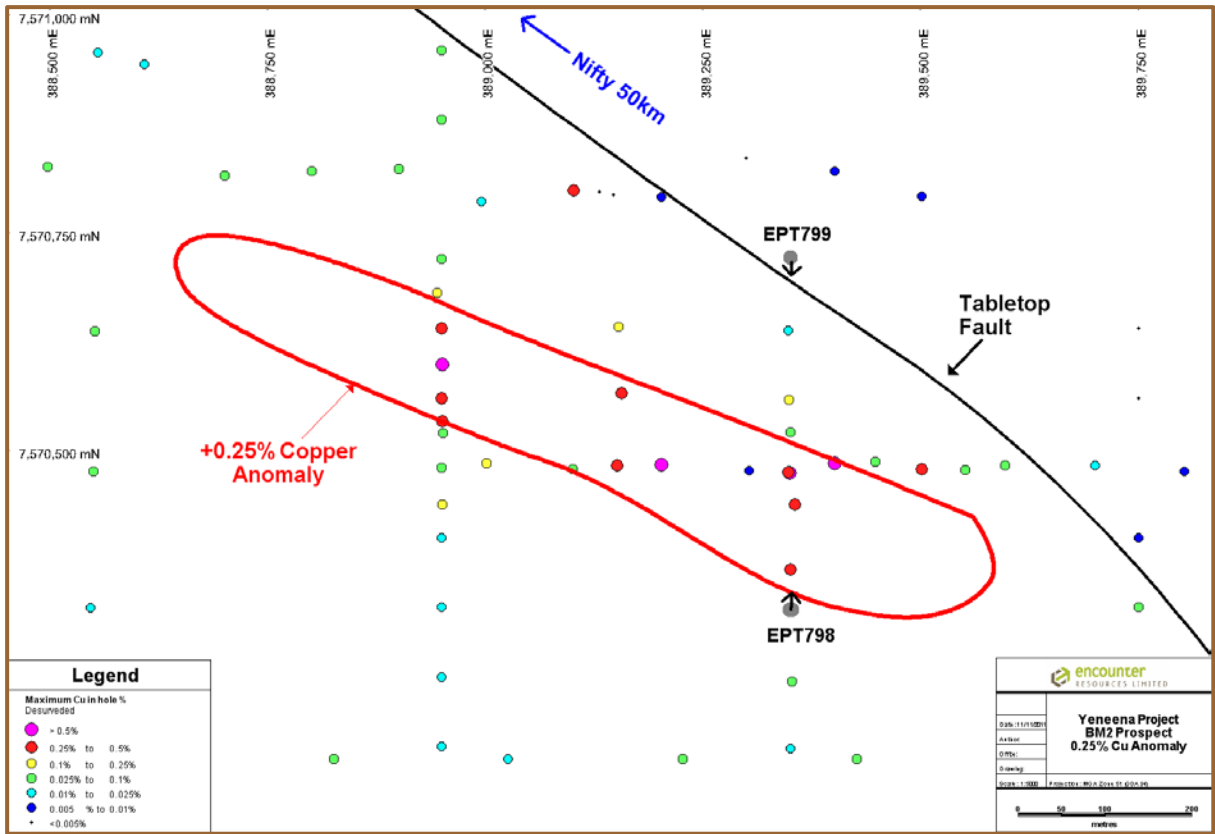 7,571,000 mN
388,500 mE
388,750 mE
389,000 mE
389,250 mE
389,500 mE
389,750 mE
Nifty 50km
7,570,750 mN
EPT799
Tabletop
Fault
+0.25% Copper
Anomaly
7,570,500 mN
EPT798
Legend
Maximum Cu in hole %
> 0.5%
0.25% to 0.5%
0.1% to 0.25%
0.025% to 0.1%
0.01% to 0.025%
0.005 % to 0.01%
<0.005%
encounter
RESOURCES LIMITED
Yeneena Project
BM2 Prospect
0.25% Cu Anomaly
Author:
Office:
Drawing:
0 50 100 200
metres